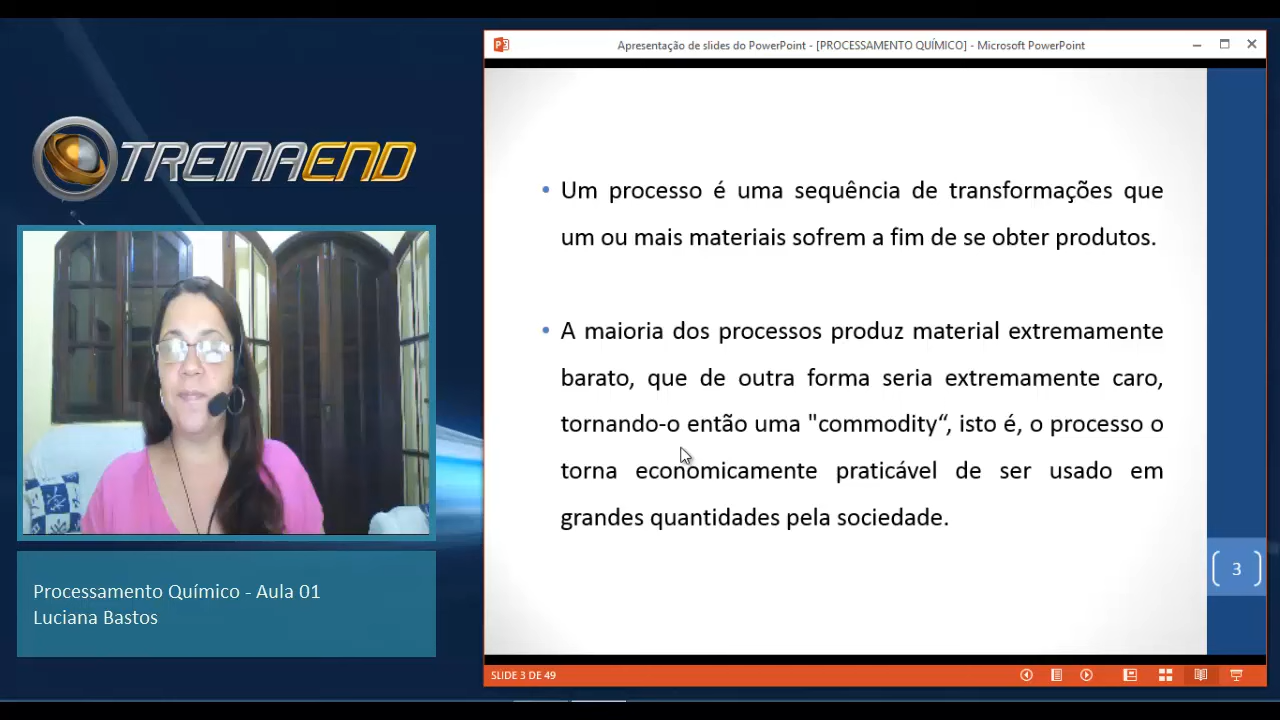 TREINAEND
Processamento Químico - Aula 01
Luciana Bastos
Apresentação de slides do PowerPoint - [PROCESSAMENTO QUÍMICO] - Microsoft PowerPoint
• Um processo é uma sequência de transformações que
um ou mais materiais sofrem a fim de se obter produtos.
• A maioria dos processos produz material extremamente
barato, que de outra forma seria extremamente caro,
tornando-o então uma "commodity“, isto é, o processo o
torna economicamente praticável de ser usado em
grandes quantidades pela sociedade.
3
SLIDE 3 DE 49